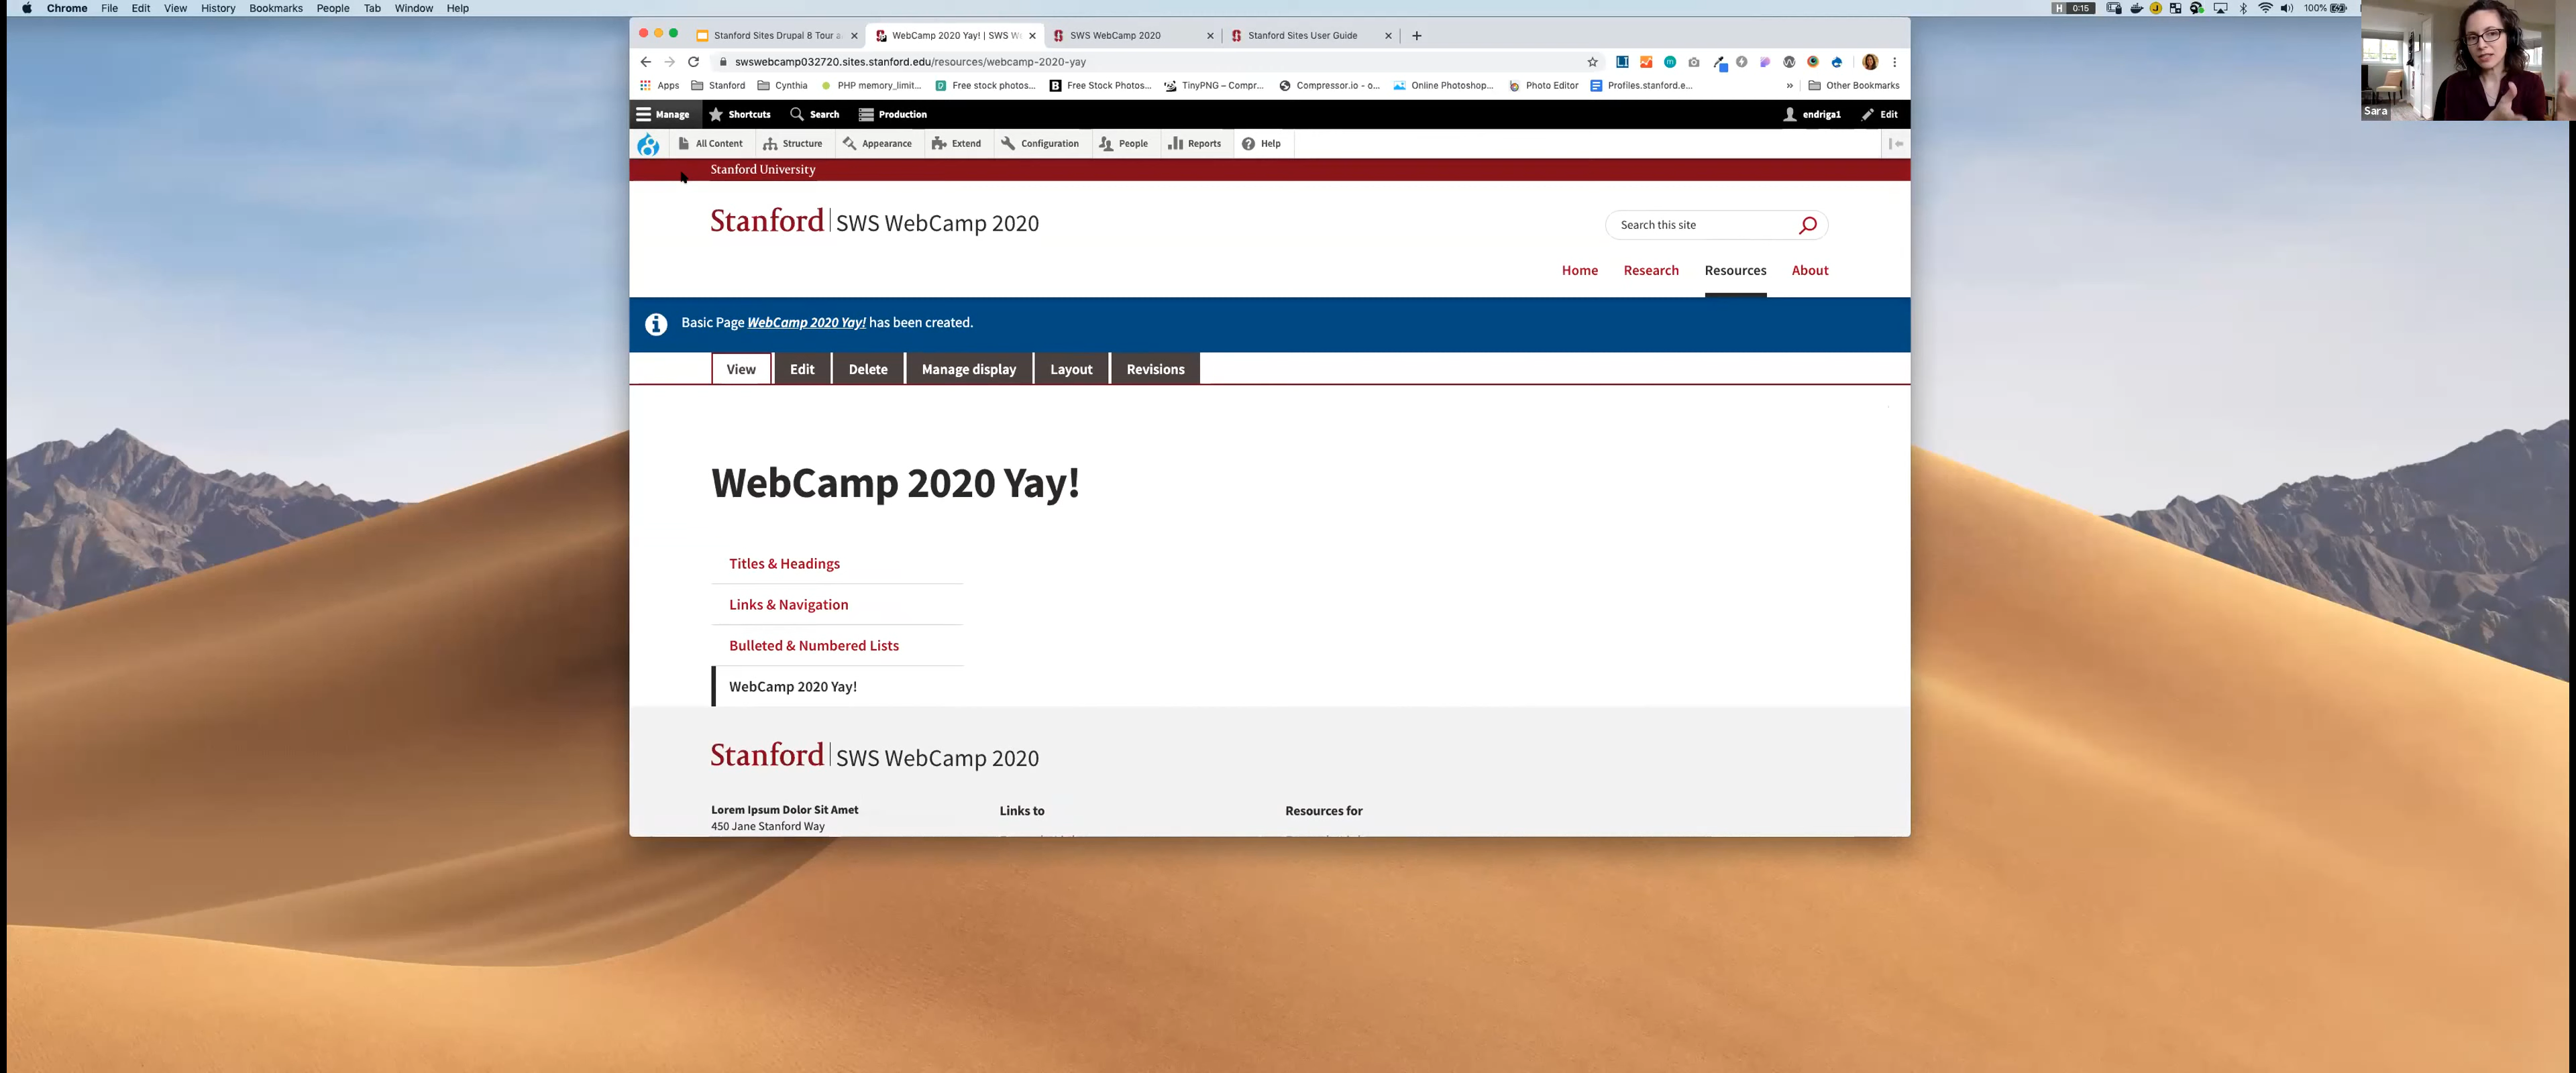 Chrome File Edit View History Bookmarks People Tab Window Help
H 0:15 100%
Stanford Sites Drupal 8 Tour a WebCamp 2020 Yay! | SWS W SWS WebCamp 2020 Stanford Sites User Guide
swswebcamp032720.sites.stanford.edu/resources/webcamp-2020-yay
Apps Stanford Cynthia PHP memory_limit... Free stock photos... Free Stock Photos... TinyPNG – Compr... Compressor.io - o... Online Photoshop... Photo Editor Profiles.stanford.e... » Other Bookmarks
Manage Shortcuts Search Production endriga1 Edit
All Content Structure Appearance Extend Configuration People Reports Help
Stanford University
Stanford | SWS WebCamp 2020
Search this site
Home Research Resources About
Basic Page WebCamp 2020 Yay! has been created.
View Edit Delete Manage display Layout Revisions
WebCamp 2020 Yay!
Titles & Headings
Links & Navigation
Bulleted & Numbered Lists
WebCamp 2020 Yay!
Stanford | SWS WebCamp 2020
Lorem Ipsum Dolor Sit Amet Links to Resources for
450 Jane Stanford Way
Sara